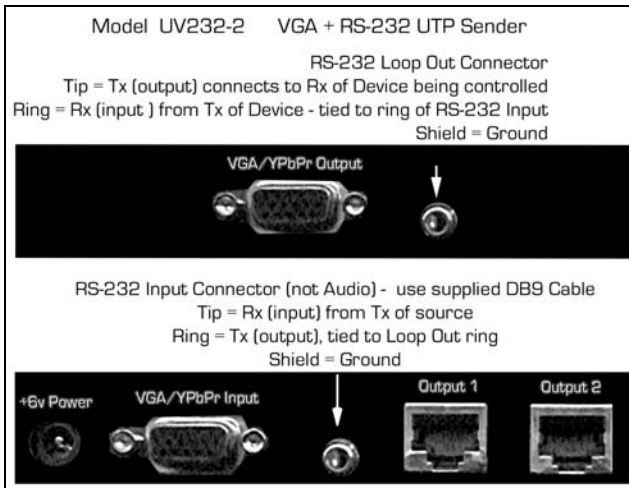 Model UV232-2 VGA + RS-232 UTP Sender
RS-232 Loop Out Connector
Tip = Tx (output) connects to Rx of Device being controlled
Ring = Rx (input ) from Tx of Device - tied to ring of RS-232 Input
Shield = Ground
VGA/YPbPr Output
RS-232 Input Connector (not Audio) - use supplied DB9 Cable
Tip = Rx (input) from Tx of source
Ring = Tx (output), tied to Loop Out ring
Shield = Ground
+6v Power
VGA/YPbPr Input
Output 1
Output 2